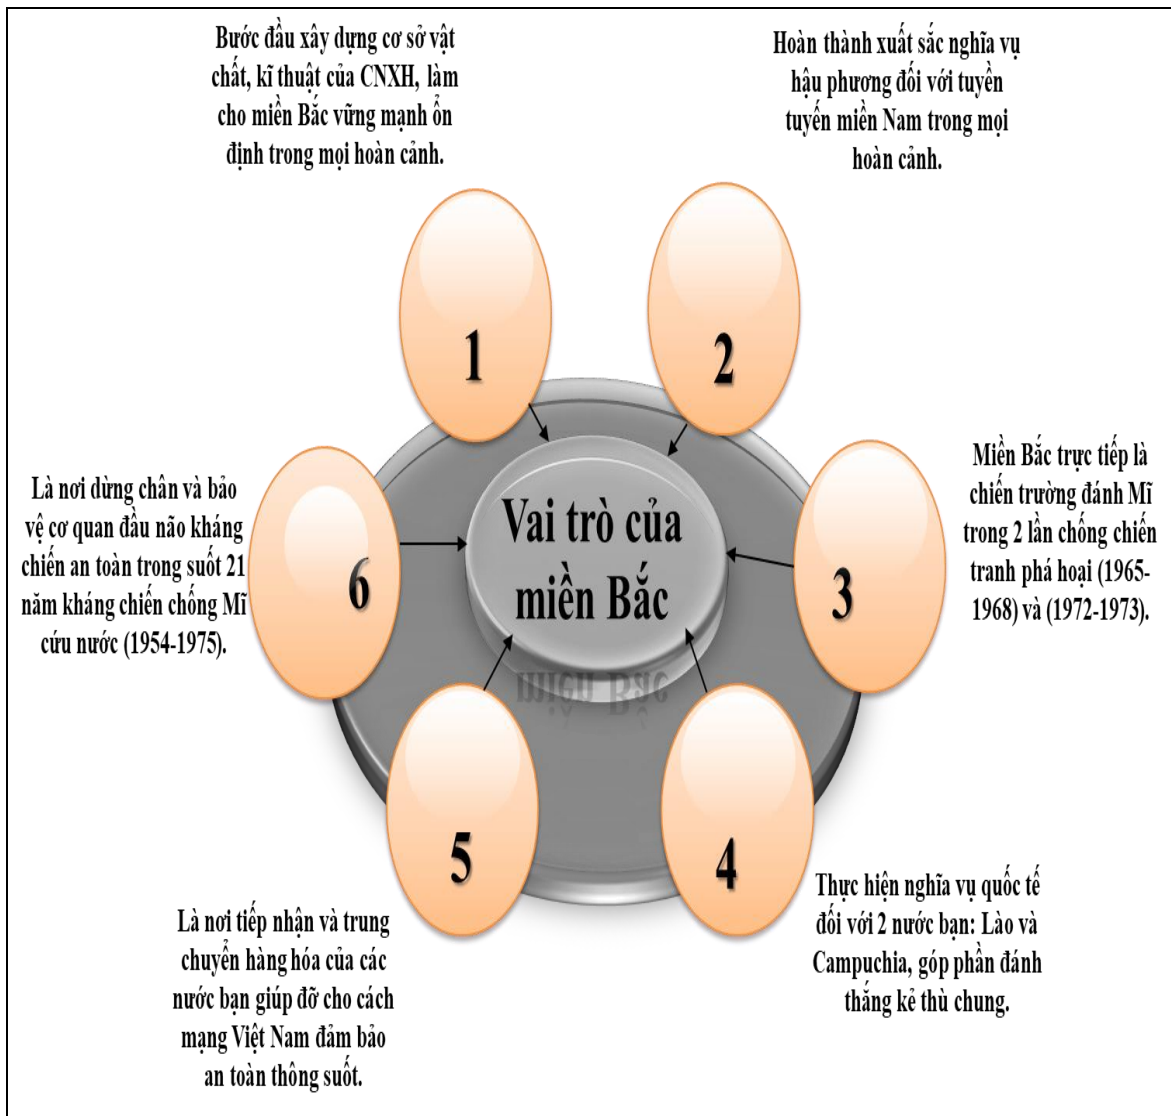 Bước đầu xây dựng cơ sở vật
chất, kĩ thuật của CNXH, làm
cho miền Bắc vững mạnh ổn
định trong mọi hoàn cảnh.
Hoàn thành xuất sắc nghĩa vụ
hậu phương đối với tuyền
tuyến miền Nam trong mọi
hoàn cảnh.
1
2
Miền Bắc trực tiếp là
chiến trường đánh Mĩ
trong 2 lần chống chiến
tranh phá hoại (1965-
1968) và (1972-1973).
3
Vai trò của
miền Bắc
Là nơi dừng chân và bảo
vệ cơ quan đầu não kháng
chiến an toàn trong suốt 21
năm kháng chiến chống Mĩ
cứu nước (1954-1975).
6
5
4
Thực hiện nghĩa vụ quốc tế
đối với 2 nước bạn: Lào và
Campuchia, góp phần đánh
thắng kẻ thù chung.
Là nơi tiếp nhận và trung
chuyển hàng hóa của các
nước bạn giúp đỡ cho cách
mạng Việt Nam đảm bảo
an toàn thông suốt.